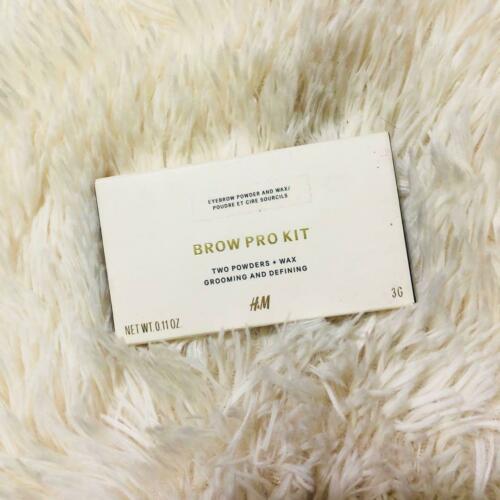 EYEBROW POWDER AND WAX/
POUDRE ET CIRE SOURCILS
BROW PRO KIT
TWO POWDERS + WAX
GROOMING AND DEFINING
H&M
NET WT. 0.11 OZ.
3G